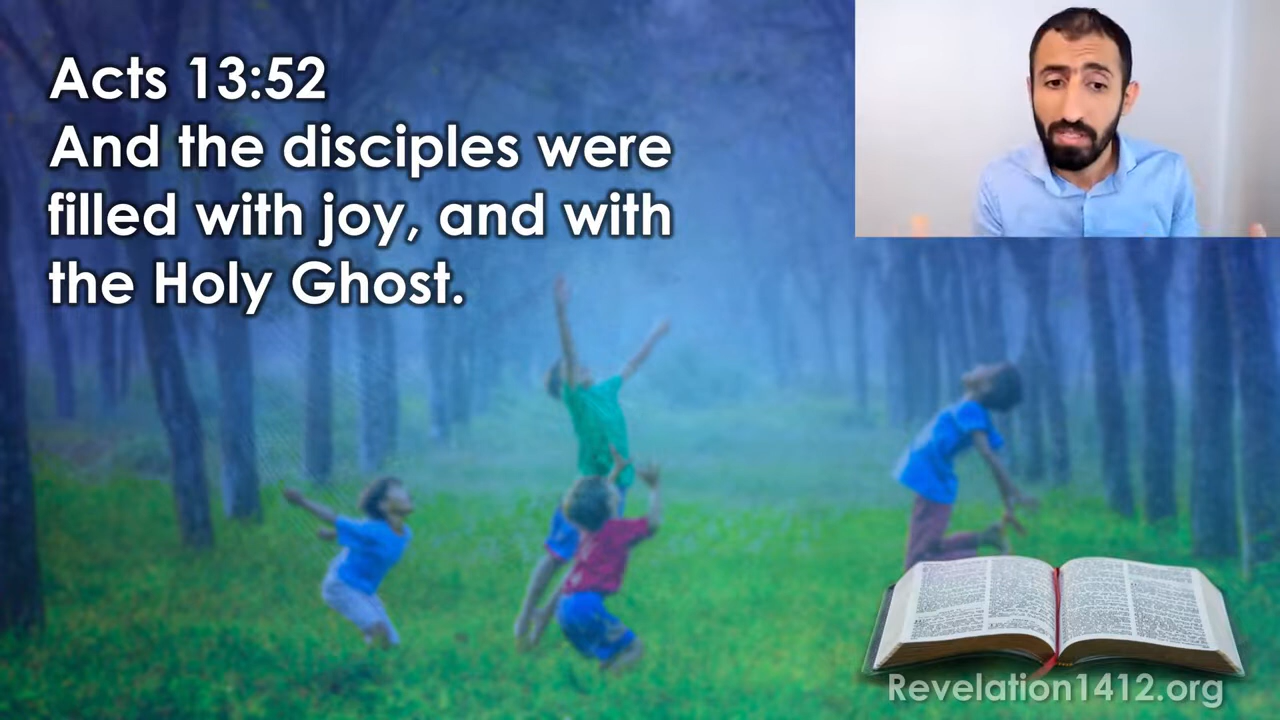 Acts 13:52
And the disciples were
filled with joy, and with
the Holy Ghost.
Revelation1412.org